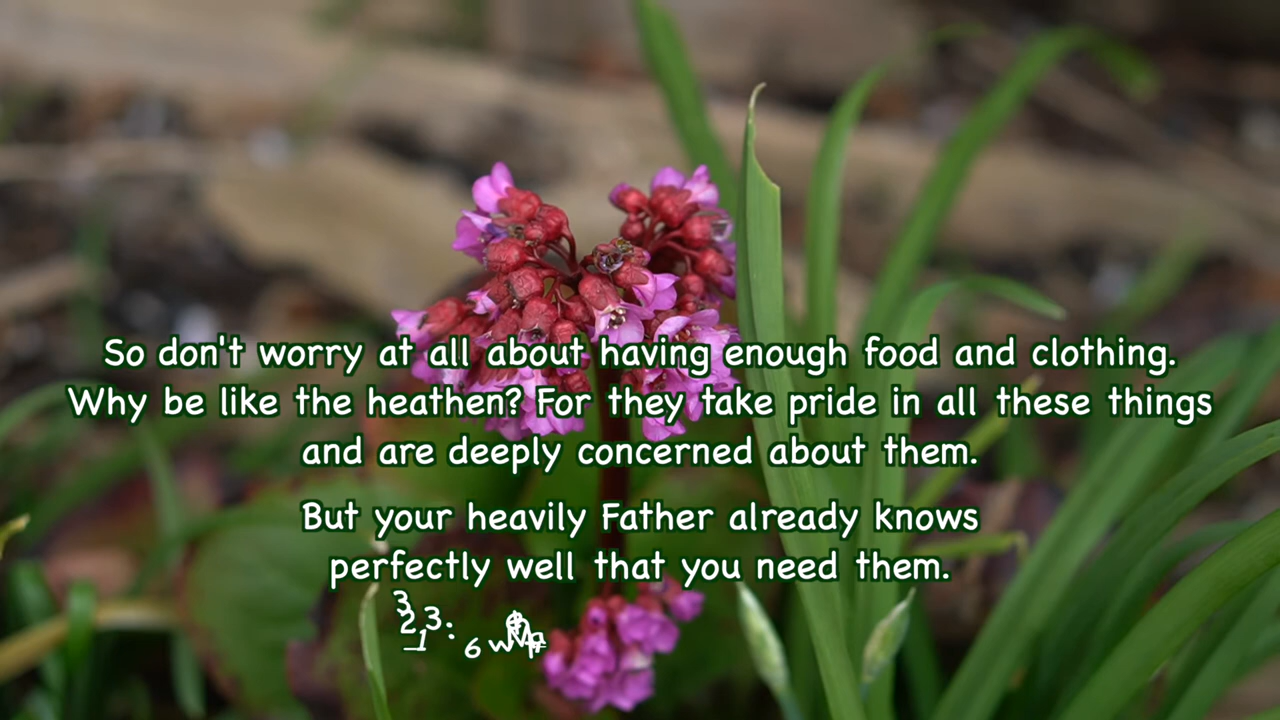 So don't worry at all about having enough food and clothing.
Why be like the heathen? For they take pride in all these things
and are deeply concerned about them.
But your heavily Father already knows
perfectly well that you need them.